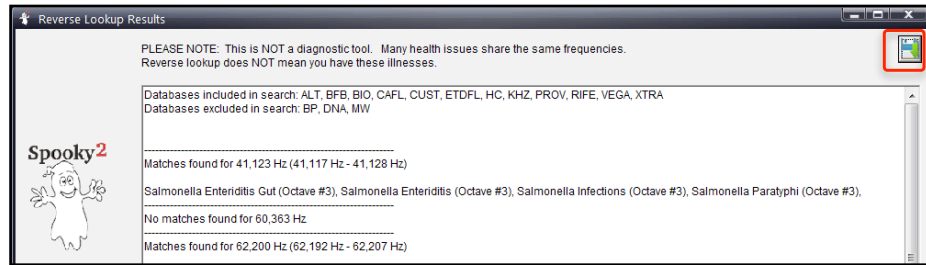 Reverse Lookup Results
PLEASE NOTE: This is NOT a diagnostic tool. Many health issues share the same frequencies.
Reverse lookup does NOT mean you have these illnesses.
Databases included in search: ALT, BFB, BIO, CAFL, CUST, ETDFL, HC, KHZ, PROV, RIFE, VEGA, XTRA
Databases excluded in search: BP, DNA, MW
Spooky2
Matches found for 41,123 Hz (41,117 Hz - 41,128 Hz)
Salmonella Enteriditis Gut (Octave #3), Salmonella Enteriditis (Octave #3), Salmonella Infections (Octave #3), Salmonella Paratyphi (Octave #3),
No matches found for 60,363 Hz
Matches found for 62,200 Hz (62,192 Hz - 62,207 Hz)